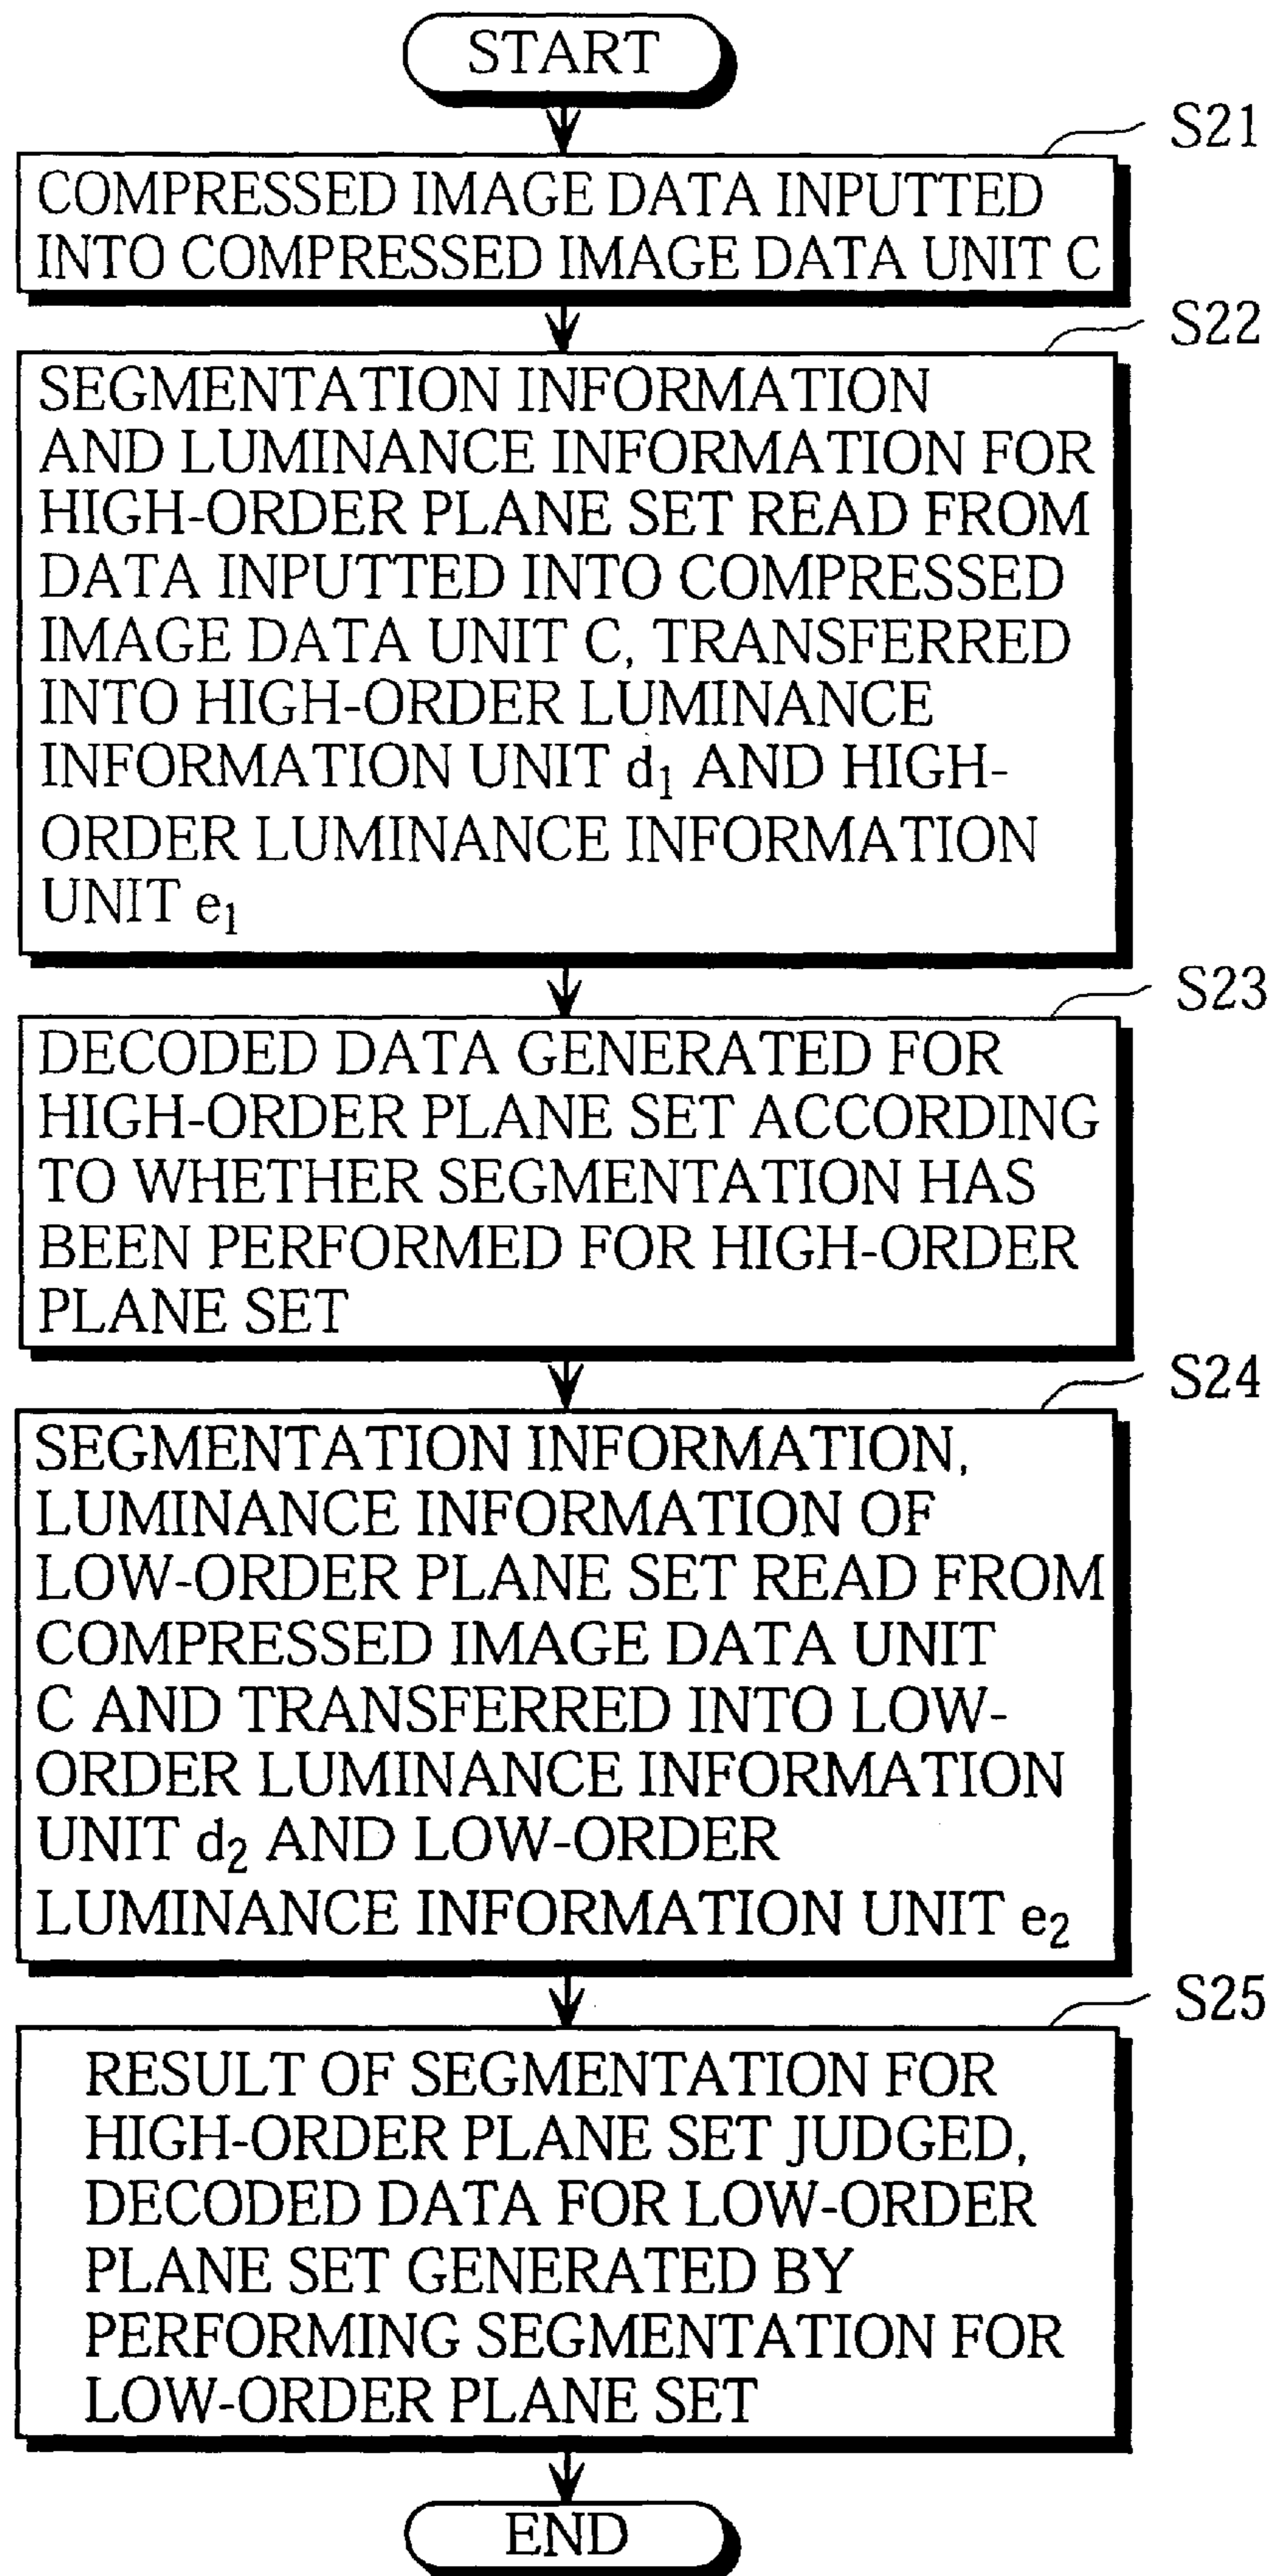 START
S21
COMPRESSED IMAGE DATA INPUTTED
INTO COMPRESSED IMAGE DATA UNIT C
S22
SEGMENTATION INFORMATION
AND LUMINANCE INFORMATION FOR
HIGH-ORDER PLANE SET READ FROM
DATA INPUTTED INTO COMPRESSED
IMAGE DATA UNIT C, TRANSFERRED
INTO HIGH-ORDER LUMINANCE
INFORMATION UNIT d₁ AND HIGH-
ORDER LUMINANCE INFORMATION
UNIT e₁
S23
DECODED DATA GENERATED FOR
HIGH-ORDER PLANE SET ACCORDING
TO WHETHER SEGMENTATION HAS
BEEN PERFORMED FOR HIGH-ORDER
PLANE SET
S24
SEGMENTATION INFORMATION,
LUMINANCE INFORMATION OF
LOW-ORDER PLANE SET READ FROM
COMPRESSED IMAGE DATA UNIT
C AND TRANSFERRED INTO LOW-
ORDER LUMINANCE INFORMATION
UNIT d₂ AND LOW-ORDER
LUMINANCE INFORMATION UNIT e₂
S25
RESULT OF SEGMENTATION FOR
HIGH-ORDER PLANE SET JUDGED,
DECODED DATA FOR LOW-ORDER
PLANE SET GENERATED BY
PERFORMING SEGMENTATION FOR
LOW-ORDER PLANE SET
END